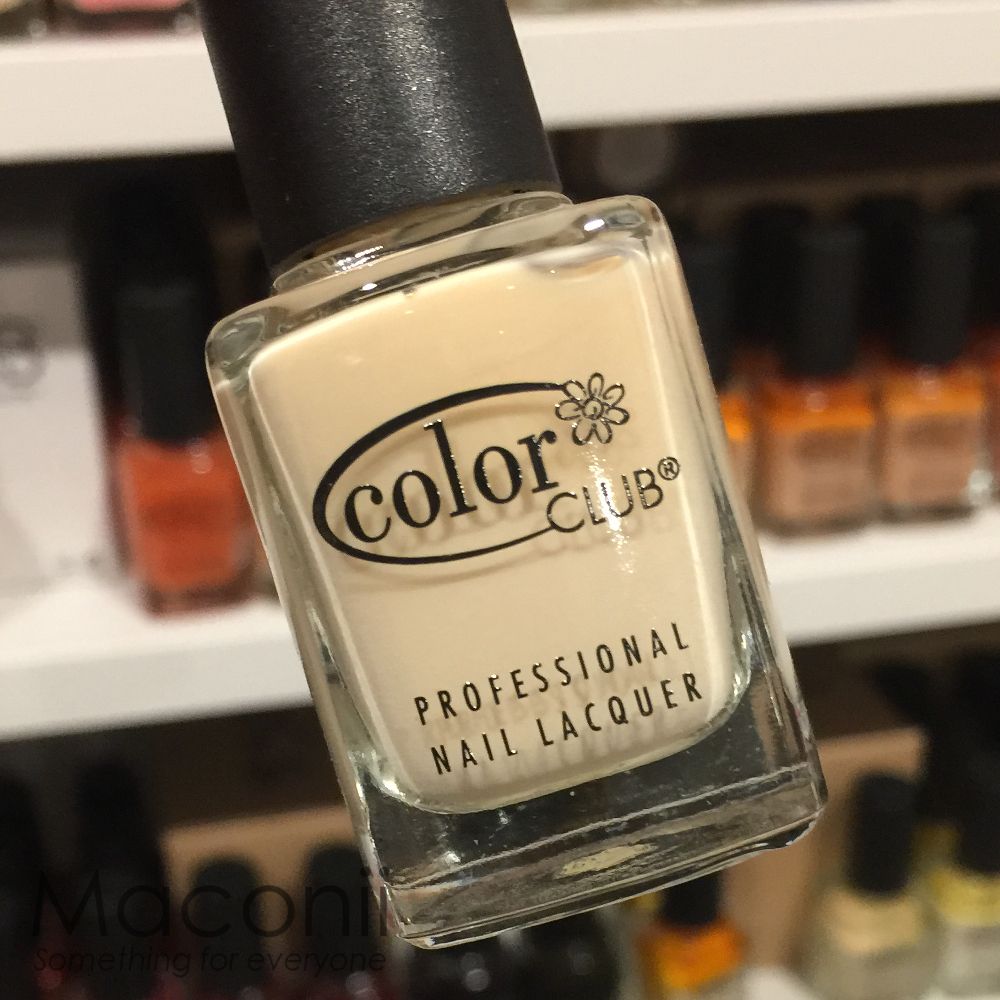 color
CLUB®
PROFESSIONAL
NAIL LACQUER
Maconii
Something for everyone